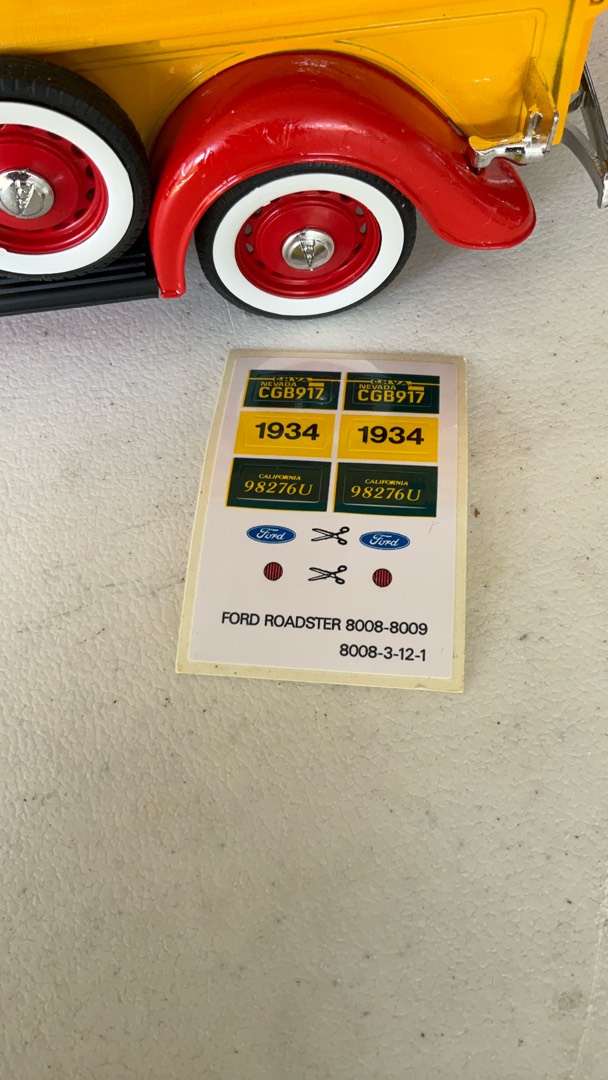 NEVADA NEVADA
CGB917 CGB917
1934 1934
CALIFORNIA CALIFORNIA
98276U 98276U
Ford Ford
FORD ROADSTER 8008-8009
8008-3-12-1